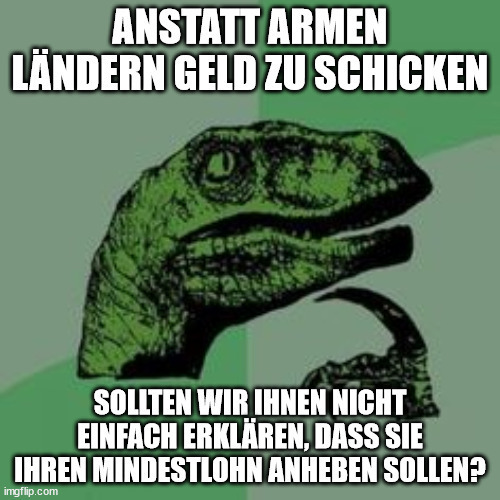 ANSTATT ARMEN
LÄNDERN GELD ZU SCHICKEN
SOLLTEN WIR IHNEN NICHT
EINFACH ERKLÄREN, DASS SIE
IHREN MINDESTLOHN ANHEBEN SOLLEN?
imgflip.com